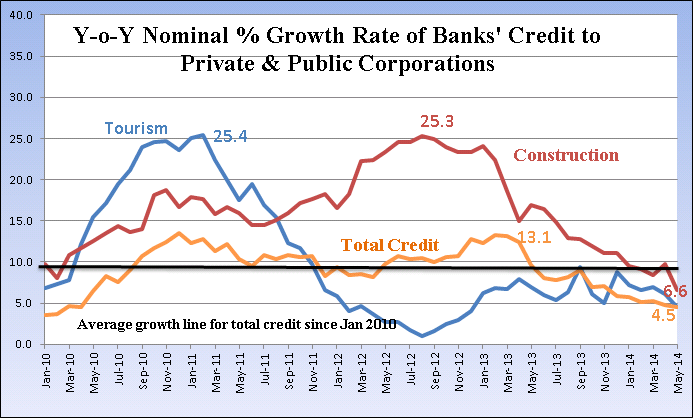 Y-o-Y Nominal % Growth Rate of Banks' Credit to
Private & Public Corporations
40.0
35.0
30.0
25.0
20.0
15.0
10.0
5.0
0.0
Tourism
25.4
25.3
Construction
Total Credit
13.1
6.6
4.5
Average growth line for total credit since Jan 2010
Jan-10
Mar-10
May-10
Jul-10
Sep-10
Nov-10
Jan-11
Mar-11
May-11
Jul-11
Sep-11
Nov-11
Jan-12
Mar-12
May-12
Jul-12
Sep-12
Nov-12
Jan-13
Mar-13
May-13
Jul-13
Sep-13
Nov-13
Jan-14
Mar-14
May-14